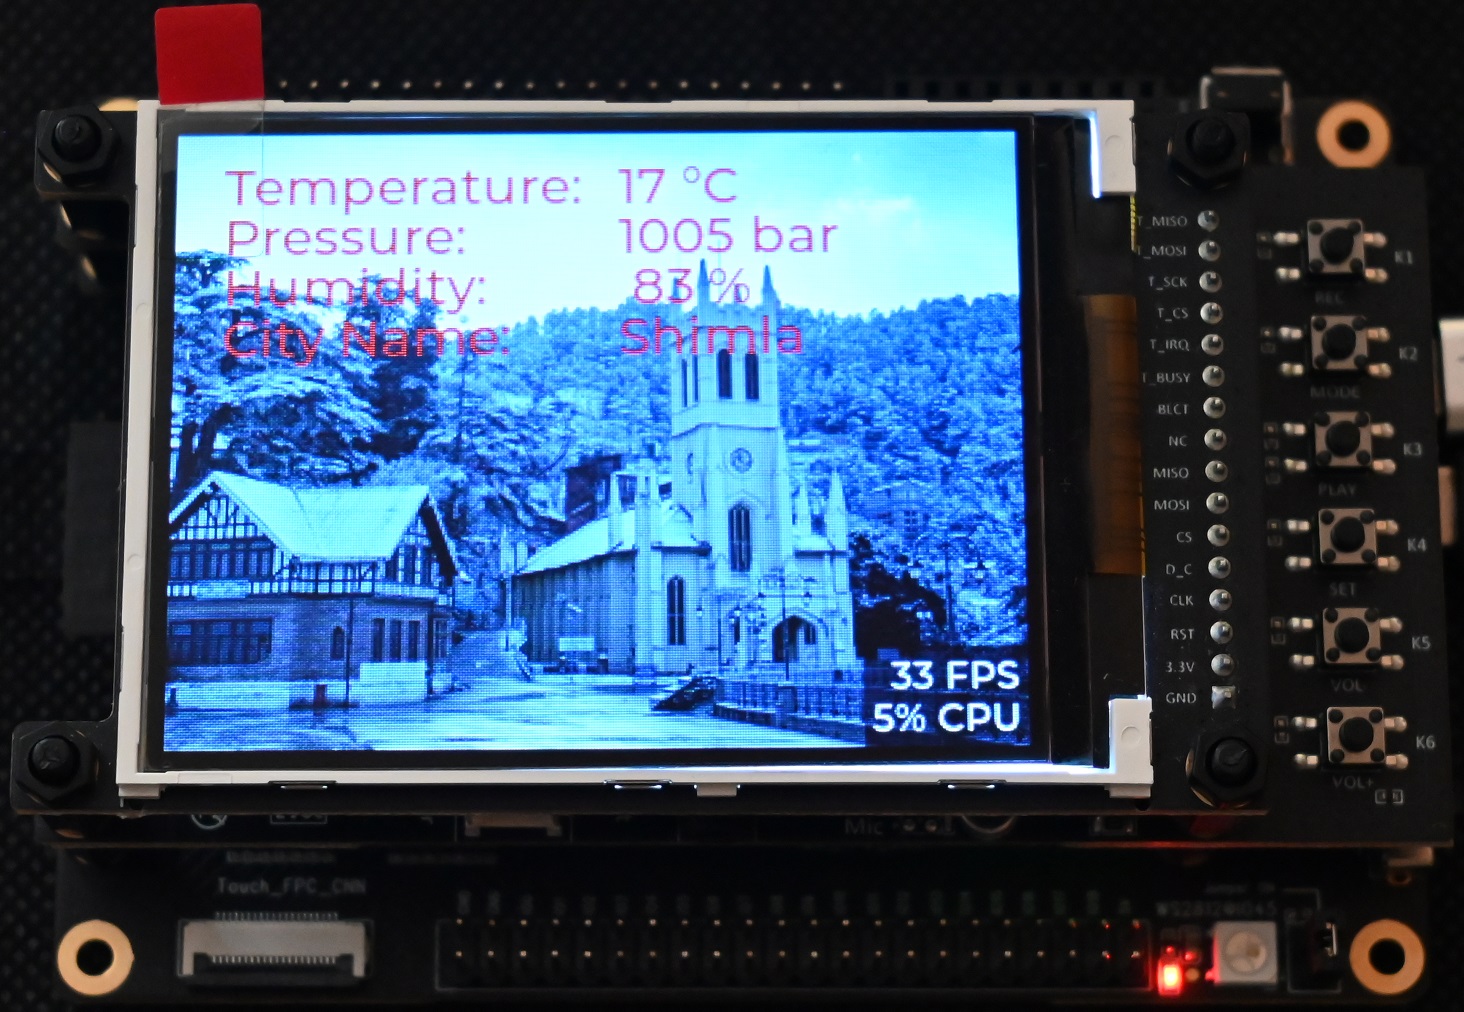 Temperature: 17 °C
Pressure: 1005 bar
Humidity: 83 %
City Name: Shimla
33 FPS
5% CPU
T_MISO
T_MOSI
T_SCK
T_CS
T_IRQ
T_BUSY
BLCT
NC
MISO
MOSI
CS
D_C
CLK
RST
3.3V
GND
K1
REC
K2
MODE
K3
PLAY
K4
SET
K5
VOL-
K6
VOL+
Mic
Touch_FPC_CNN